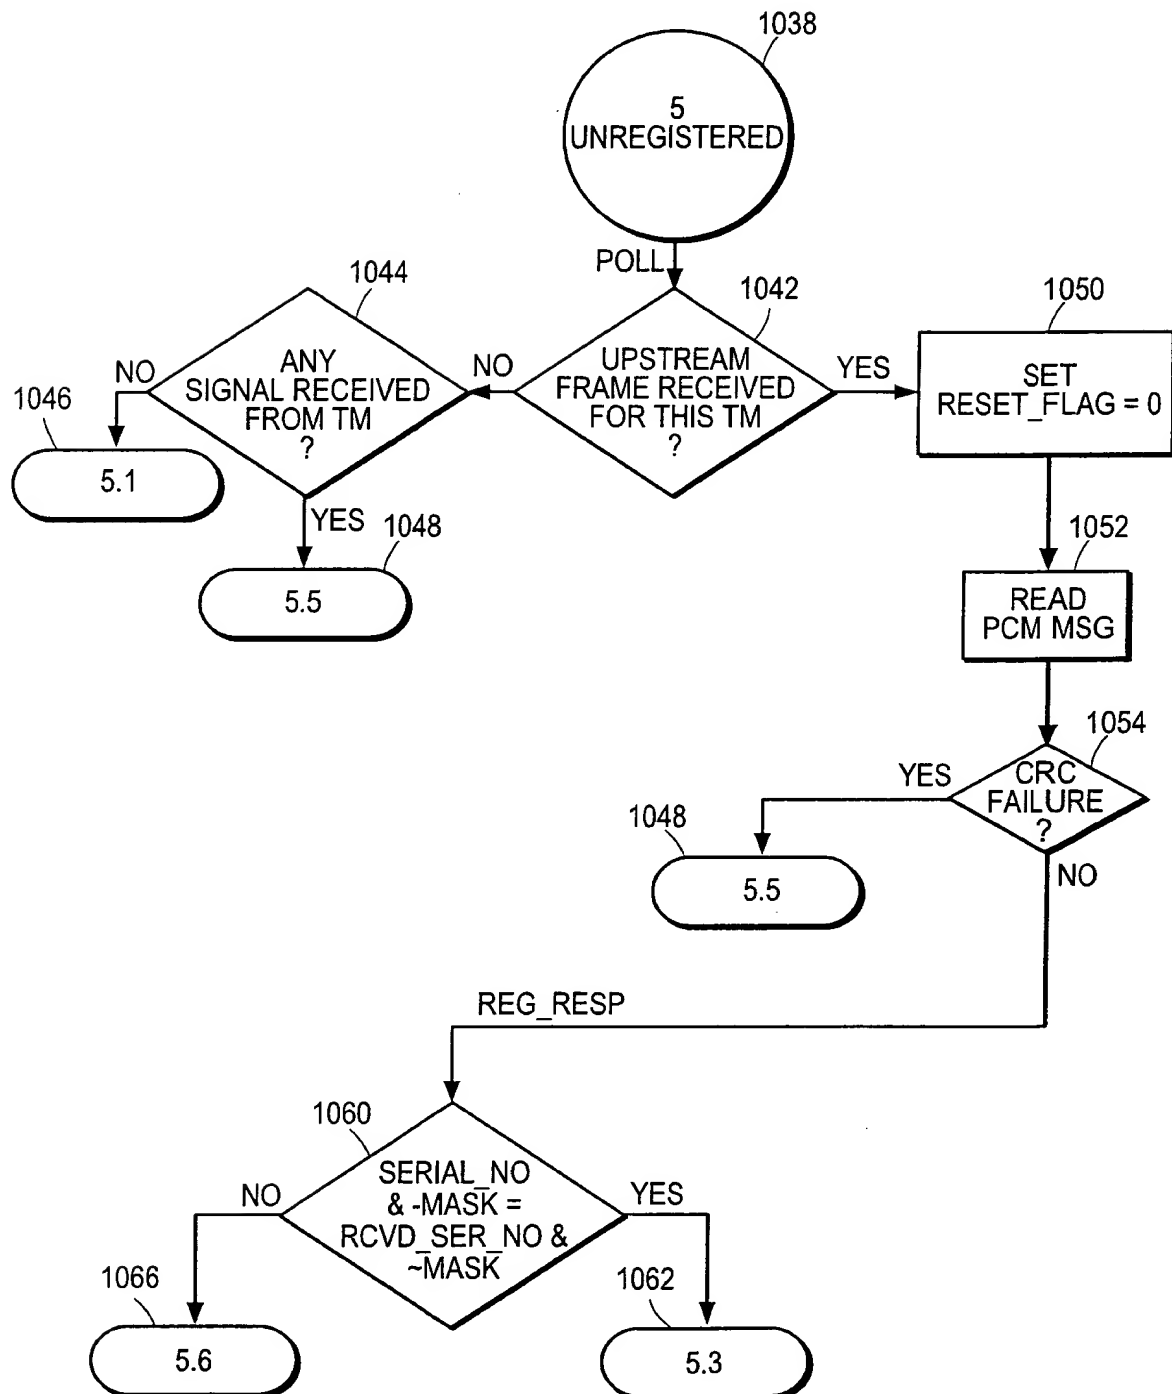 1038
5
UNREGISTERED
POLL
1044
1042
1050
ANY
SIGNAL RECEIVED
FROM TM
?
NO
NO
UPSTREAM
FRAME RECEIVED
FOR THIS TM
?
YES
SET
RESET_FLAG = 0
1046
5.1
YES
1048
5.5
1052
READ
PCM MSG
1054
YES
CRC
FAILURE
?
1048
5.5
NO
REG_RESP
1060
NO
SERIAL_NO
& -MASK =
RCVD_SER_NO &
~MASK
YES
1066
5.6
1062
5.3